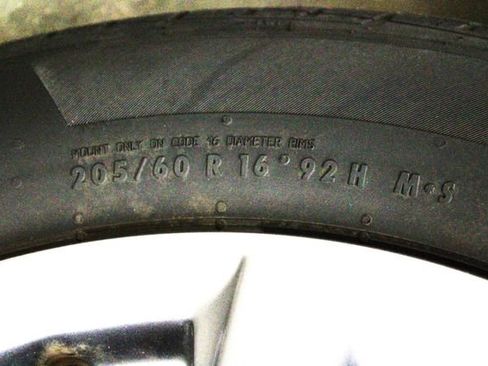 MOUNT ONLY ON CODE 16 DIAMETER RIMS
205/60 R 16 92 H M•S